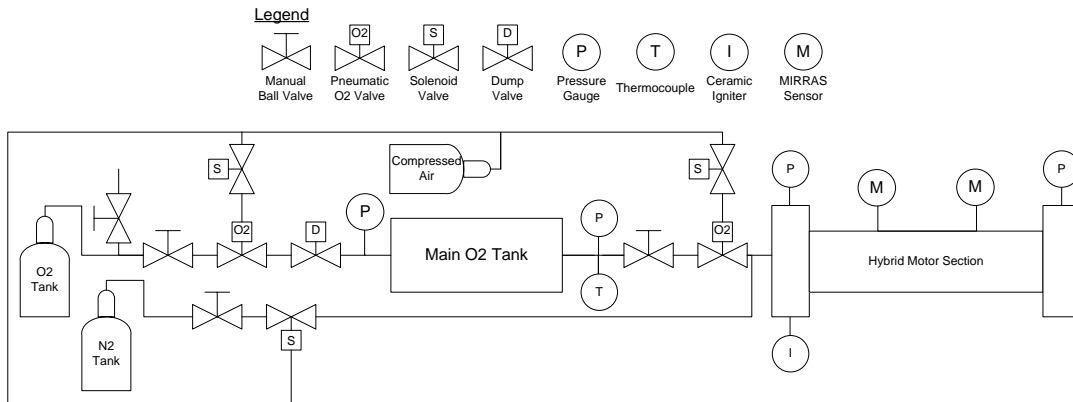 Legend
O2
S
D
P
T
I
M
Manual
Ball Valve
Pneumatic
O2 Valve
Solenoid
Valve
Dump
Valve
Pressure
Gauge
Thermocouple
Ceramic
Igniter
MIRRAS
Sensor
S
Compressed
Air
S
P
M
M
P
O2
D
P
P
O2
O2
Tank
Main O2 Tank
T
Hybrid Motor Section
N2
Tank
S
I